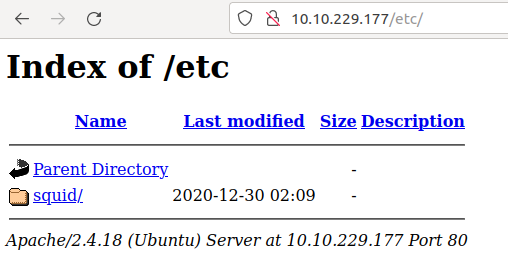 10.10.229.177/etc/
Index of /etc
Name Last modified Size Description
Parent Directory -
squid/ 2020-12-30 02:09 -
Apache/2.4.18 (Ubuntu) Server at 10.10.229.177 Port 80